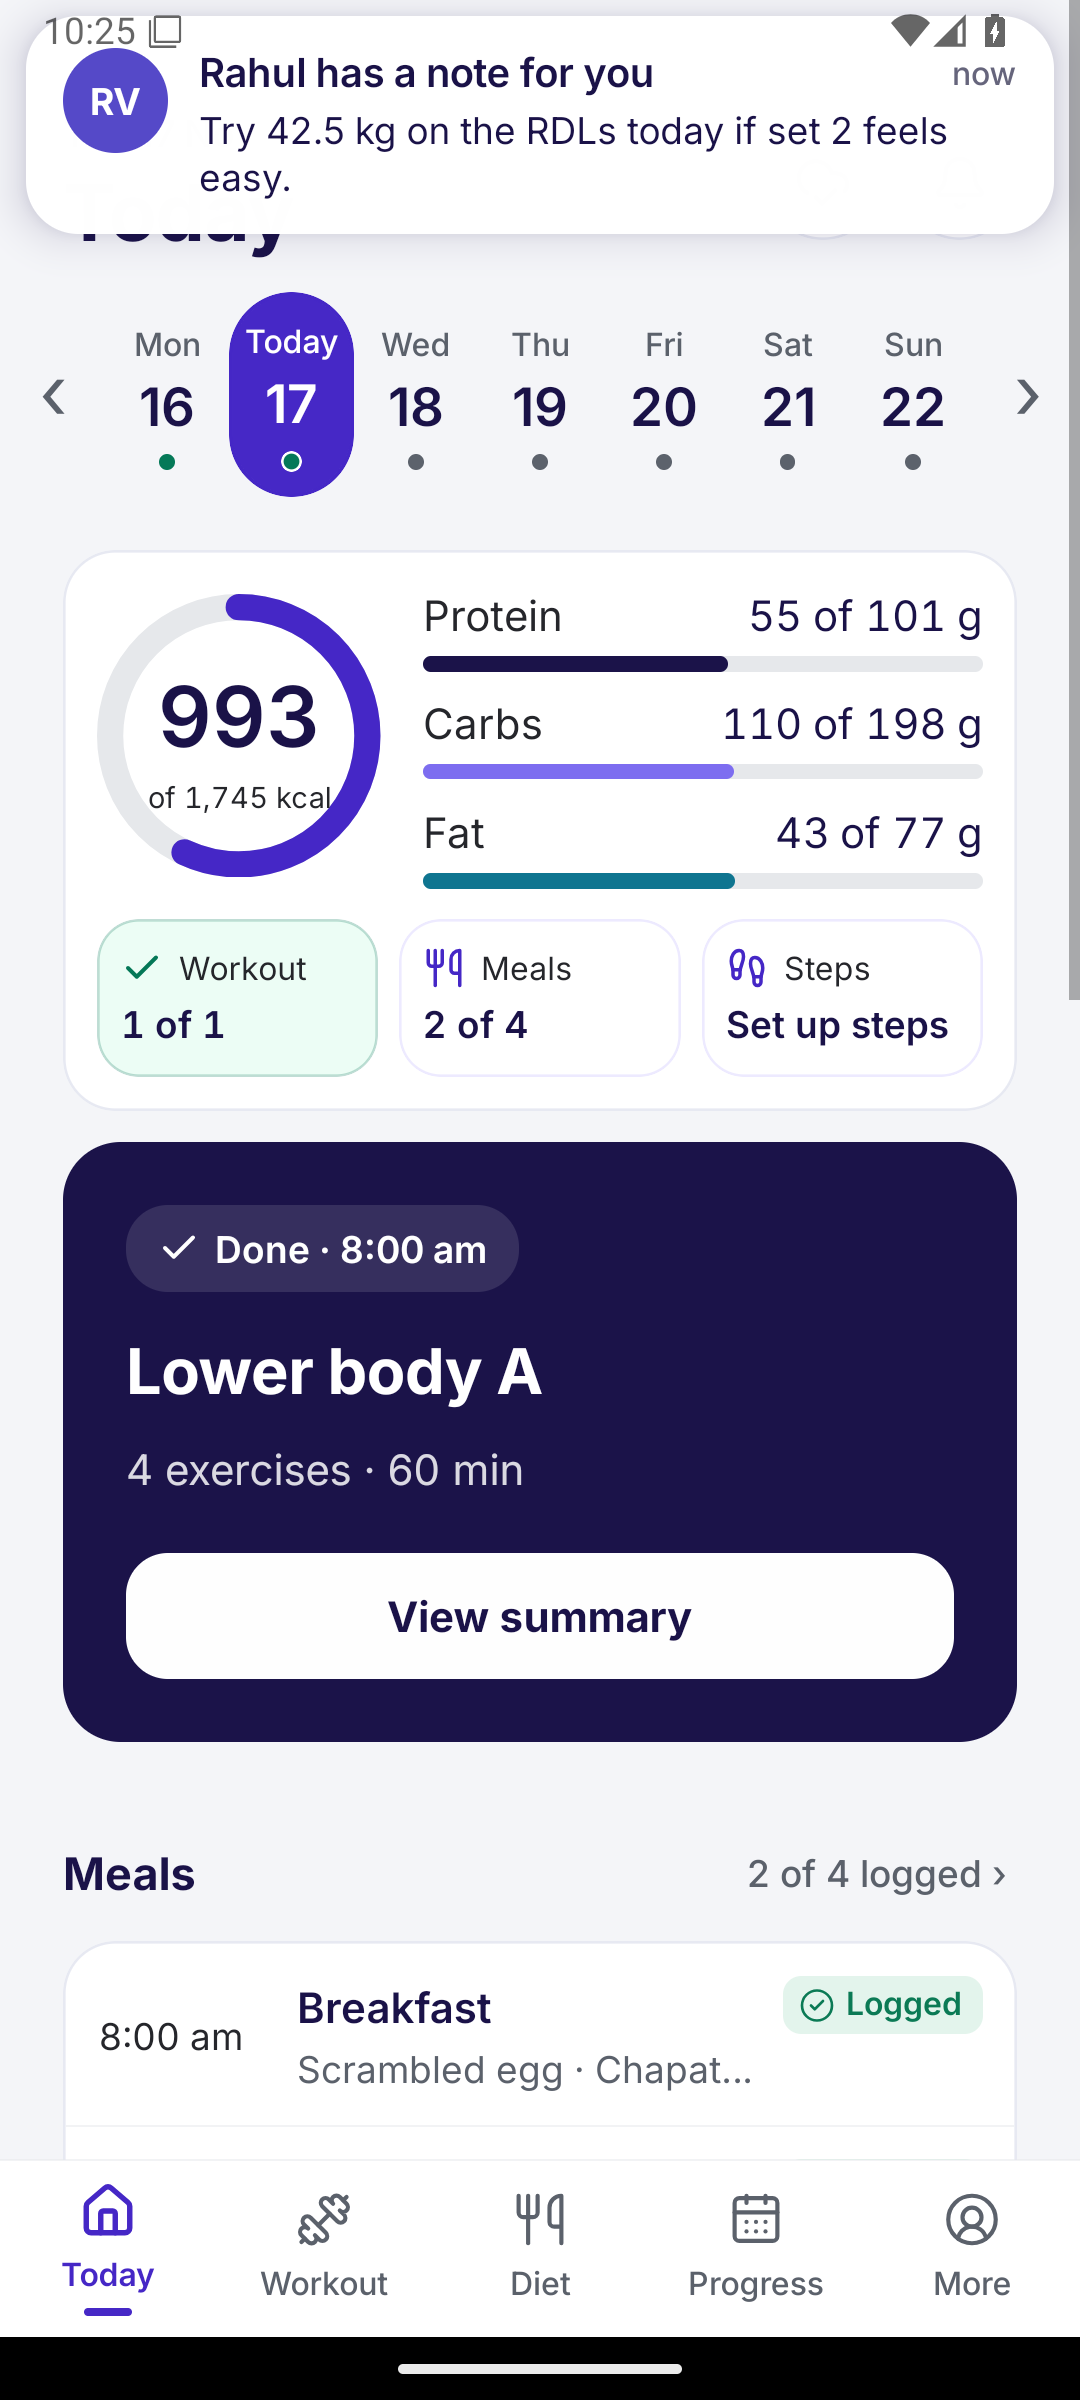 10:25
RV
Rahul has a note for you
now
Try 42.5 kg on the RDLs today if set 2 feels
easy.
Today
Mon
Today
Wed
Thu
Fri
Sat
Sun
‹
16
17
18
19
20
21
22
›
993
of 1,745 kcal
Protein
55 of 101 g
Carbs
110 of 198 g
Fat
43 of 77 g
Workout
1 of 1
Meals
2 of 4
Steps
Set up steps
Done · 8:00 am
Lower body A
4 exercises · 60 min
View summary
Meals
2 of 4 logged ›
8:00 am
Breakfast
Logged
Scrambled egg · Chapat...
Today
Workout
Diet
Progress
More